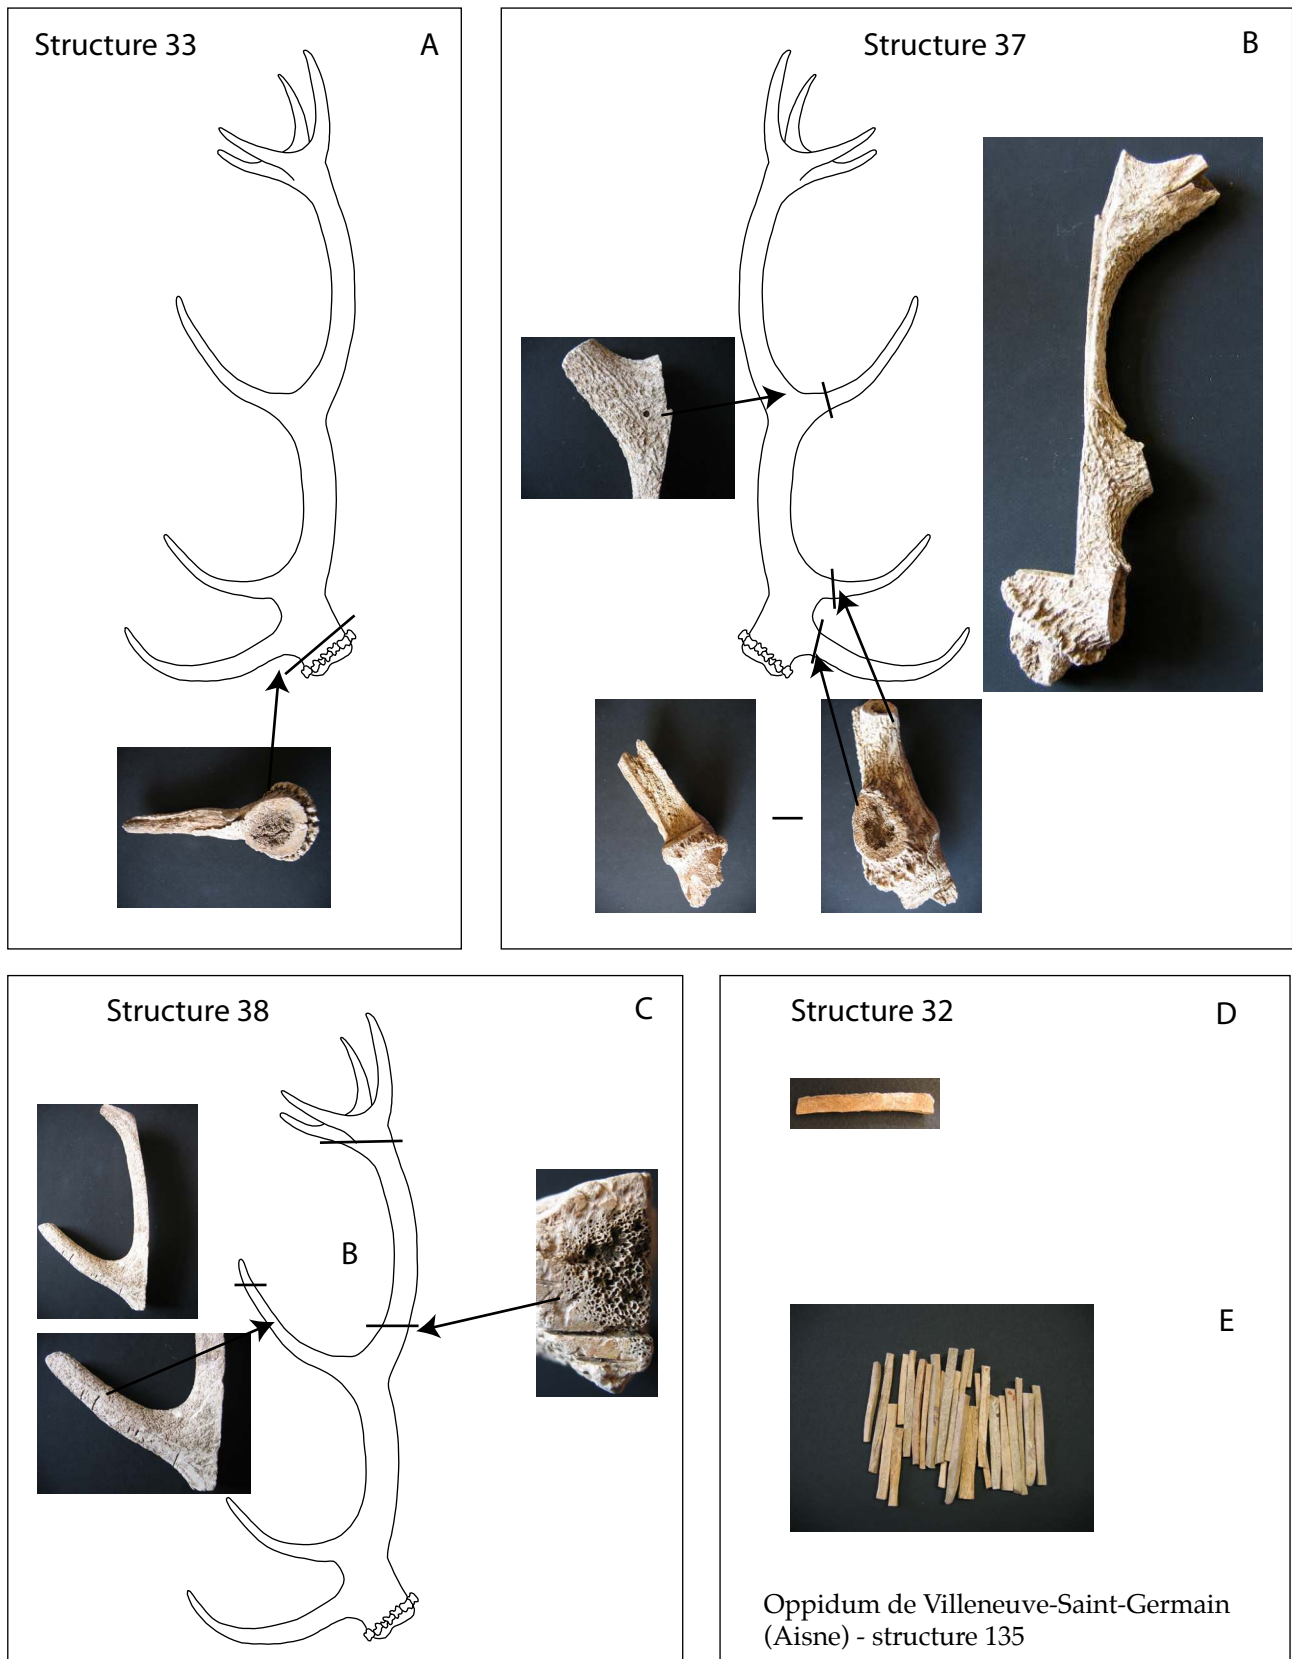 Structure 33
A
Structure 37
B
Structure 38
C
B
Structure 32
D
E
Oppidum de Villeneuve-Saint-Germain
(Aisne) - structure 135